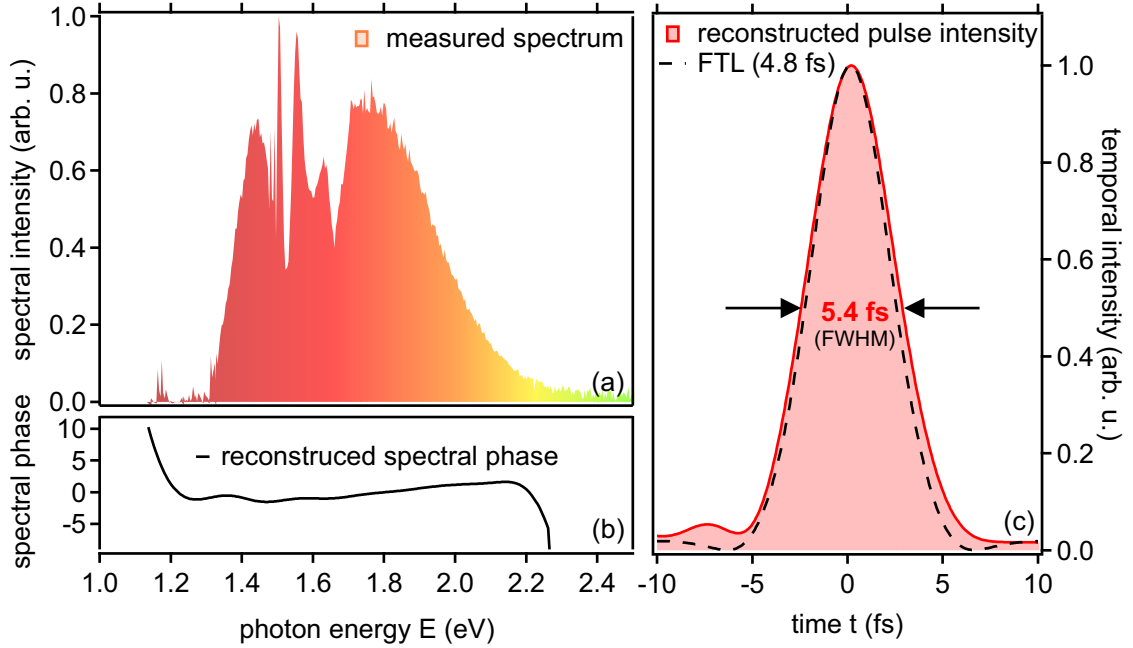 spectral intensity (arb. u.)
1.0
0.8
0.6
0.4
0.2
0.0
measured spectrum
(a)
spectral phase
10
5
0
-5
reconstruced spectral phase
(b)
1.0
1.2
1.4
1.6
1.8
2.0
2.2
2.4
photon energy E (eV)
reconstructed pulse intensity
FTL (4.8 fs)
5.4 fs
(FWHM)
(c)
1.0
0.8
0.6
0.4
0.2
0.0
temporal intensity (arb. u.)
-10
-5
0
5
10
time t (fs)